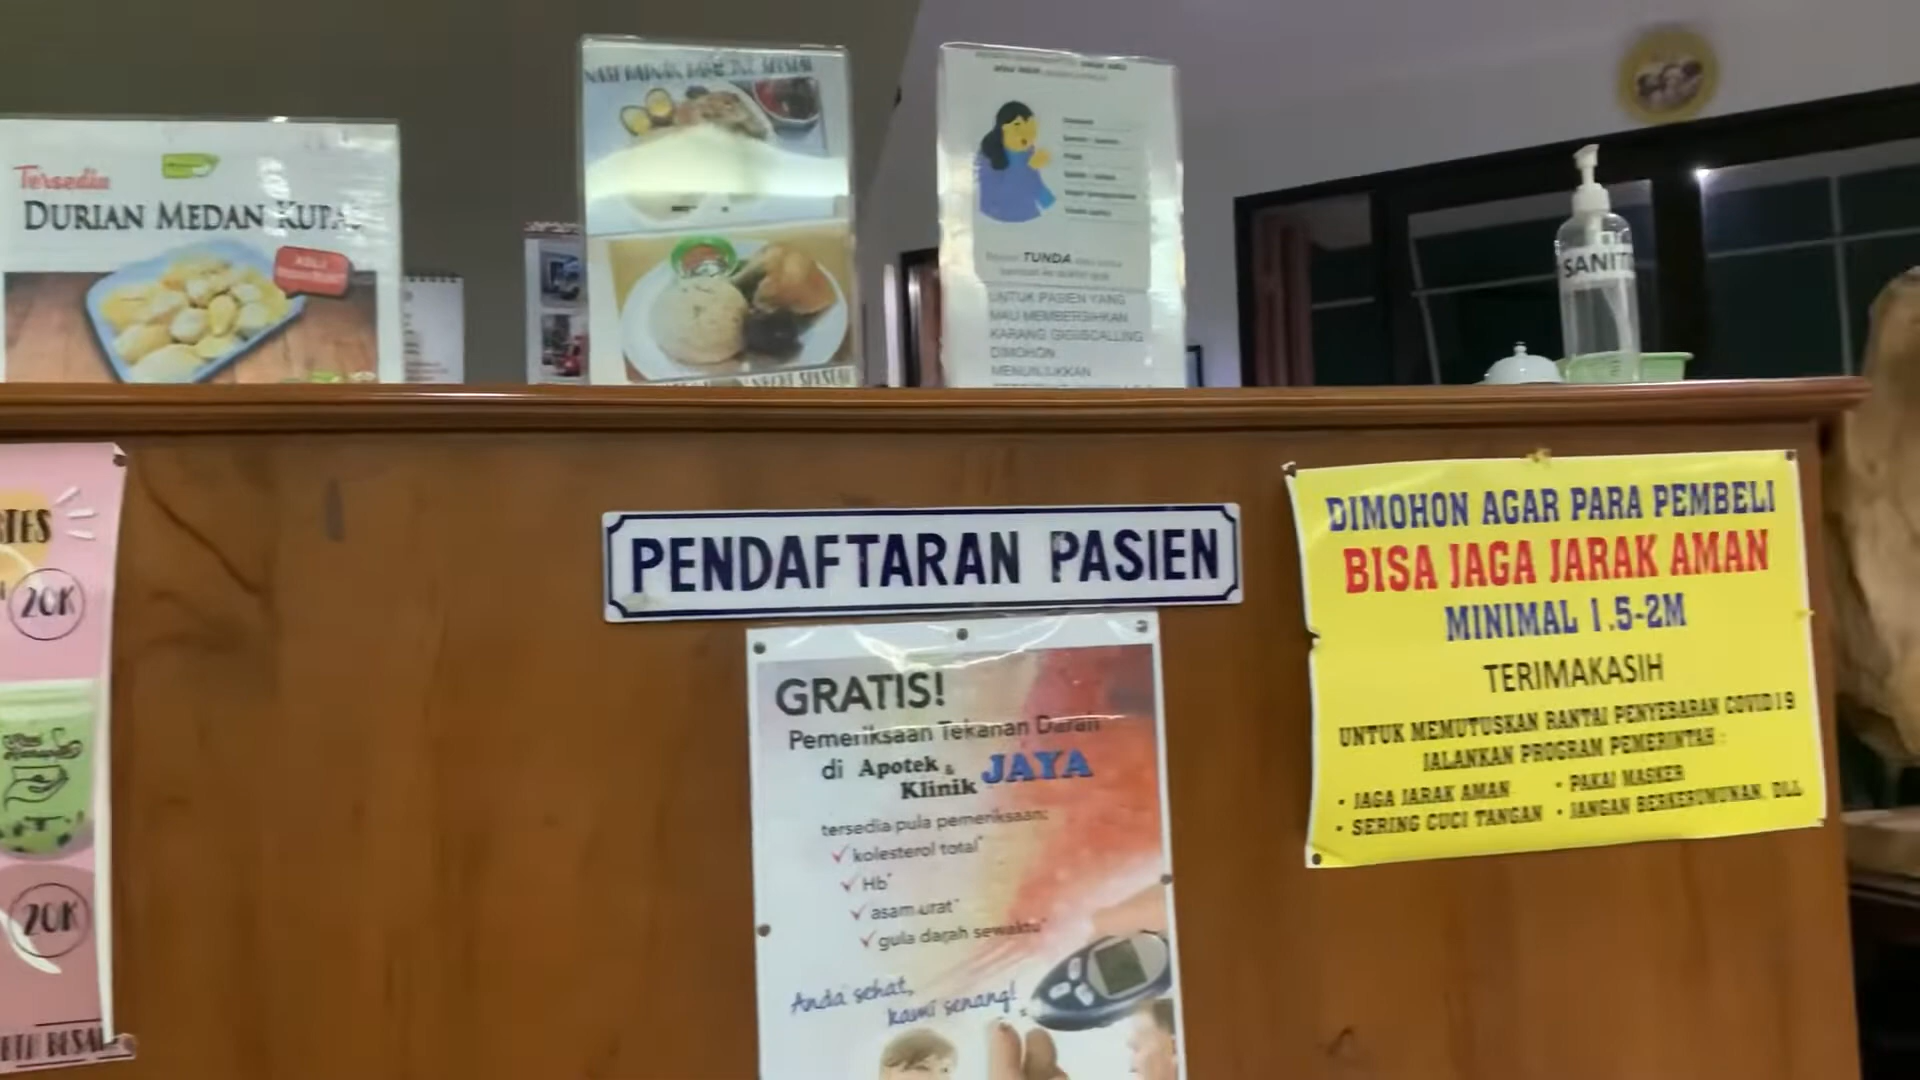 Tersedia
DURIAN MEDAN KUPAS
TUNDA
UNTUK PASIEN YANG
MAU MEMBERSIHKAN
KARANG GIGI/SCALLING
DIMOHON
MENUNJUKKAN
SANIT
20K
20K
PENDAFTARAN PASIEN
GRATIS!
Pemeriksaan Tekanan Darah
di Apotek &
Klinik JAYA
tersedia pula pemeriksaan:
✓ kolesterol total*
✓ Hb*
✓ asam urat*
✓ gula darah sewaktu*
Anda sehat,
kami senang!
DIMOHON AGAR PARA PEMBELI
BISA JAGA JARAK AMAN
MINIMAL 1.5-2M
TERIMAKASIH
UNTUK MEMUTUSKAN RANTAI PENYEBARAN COVID19
JALANKAN PROGRAM PEMERINTAH :
• JAGA JARAK AMAN • PAKAI MASKER
• SERING CUCI TANGAN • JANGAN BERKERUMUNAN, DLL